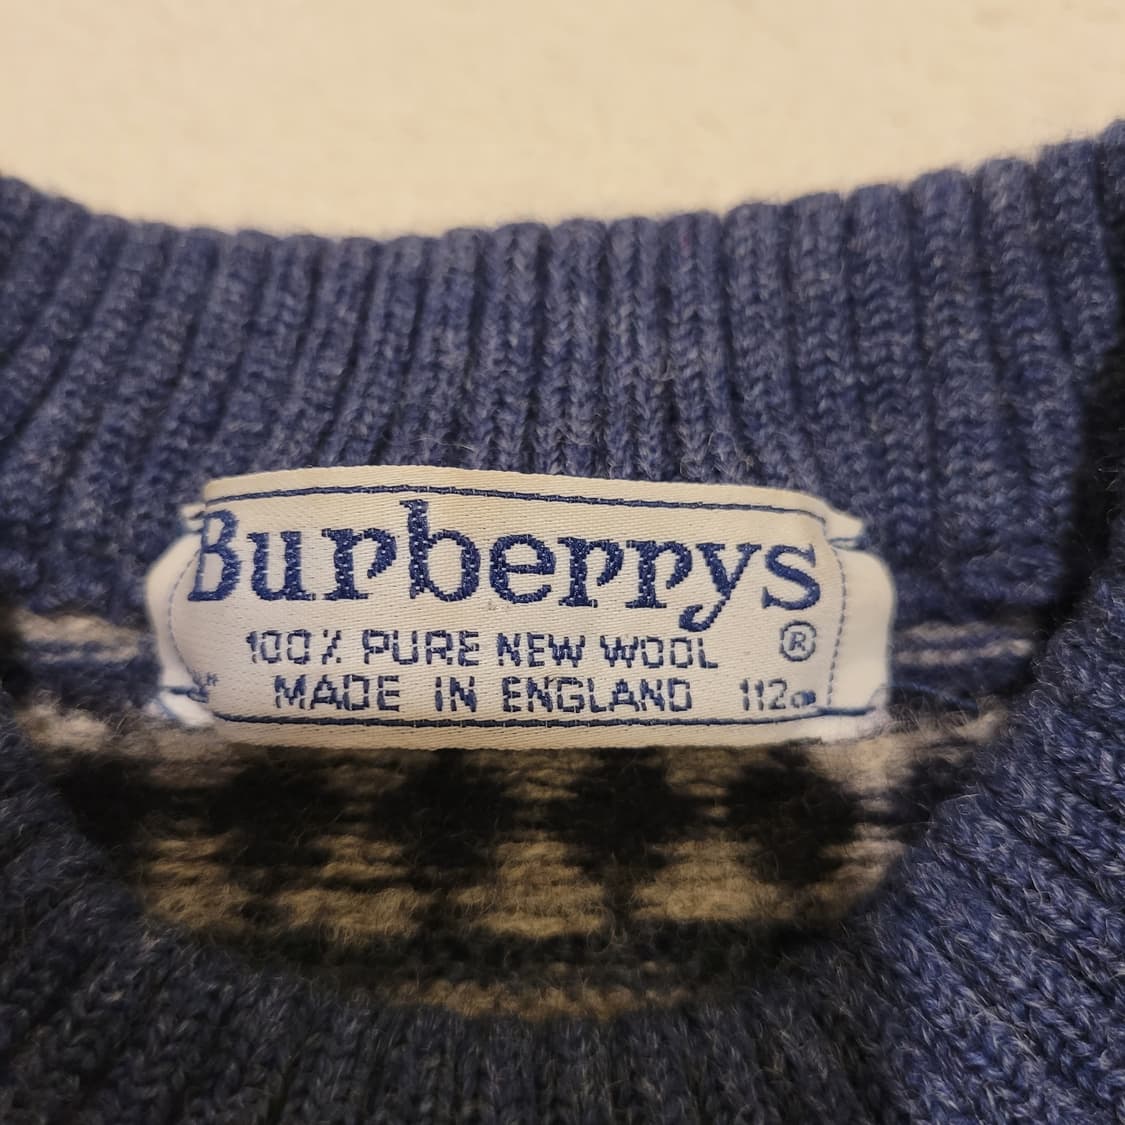 Burberrys
®
100% PURE NEW WOOL
MADE IN ENGLAND 112cm